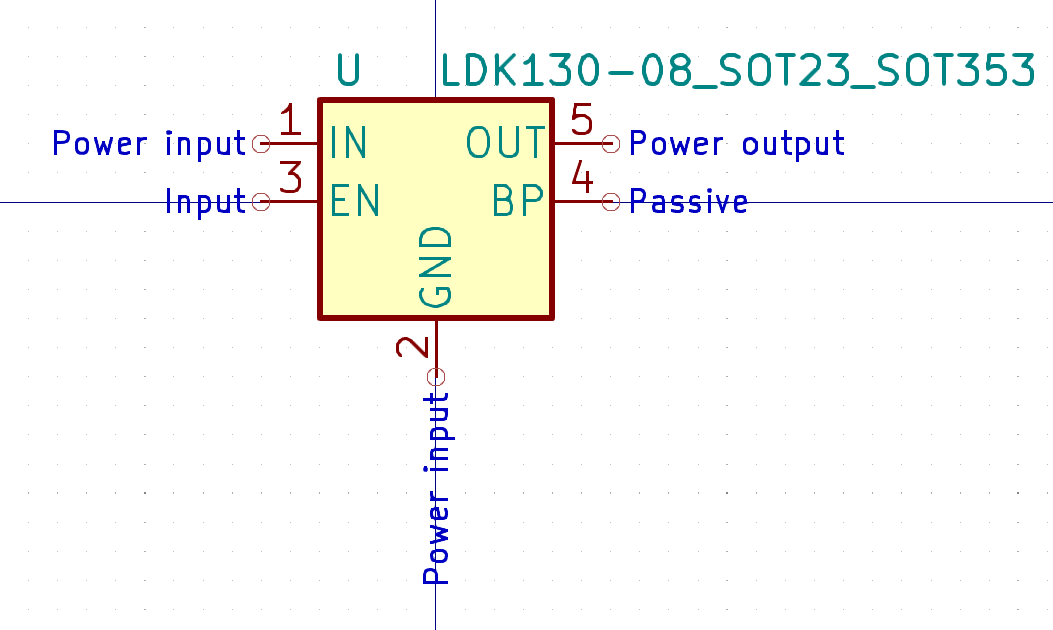 U LDK130-08_SOT23_SOT353
Power input 1 IN OUT 5 Power output
Input 3 EN BP 4 Passive
GND
2
Power input